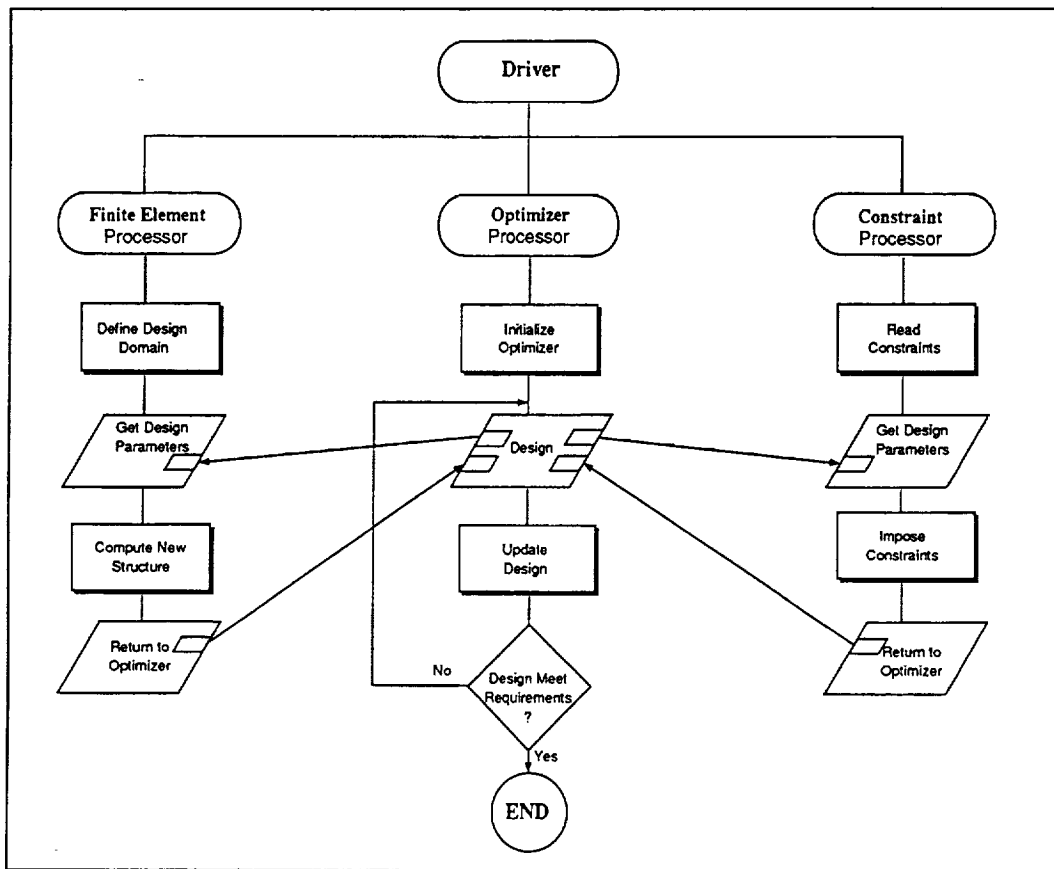 Driver
Finite Element
Processor
Optimizer
Processor
Constraint
Processor
Define Design
Domain
Initialize
Optimizer
Read
Constraints
Get Design
Parameters
Design
Get Design
Parameters
Compute New
Structure
Update
Design
Impose
Constraints
Return to
Optimizer
No
Design Meet
Requirements
?
Return to
Optimizer
Yes
END